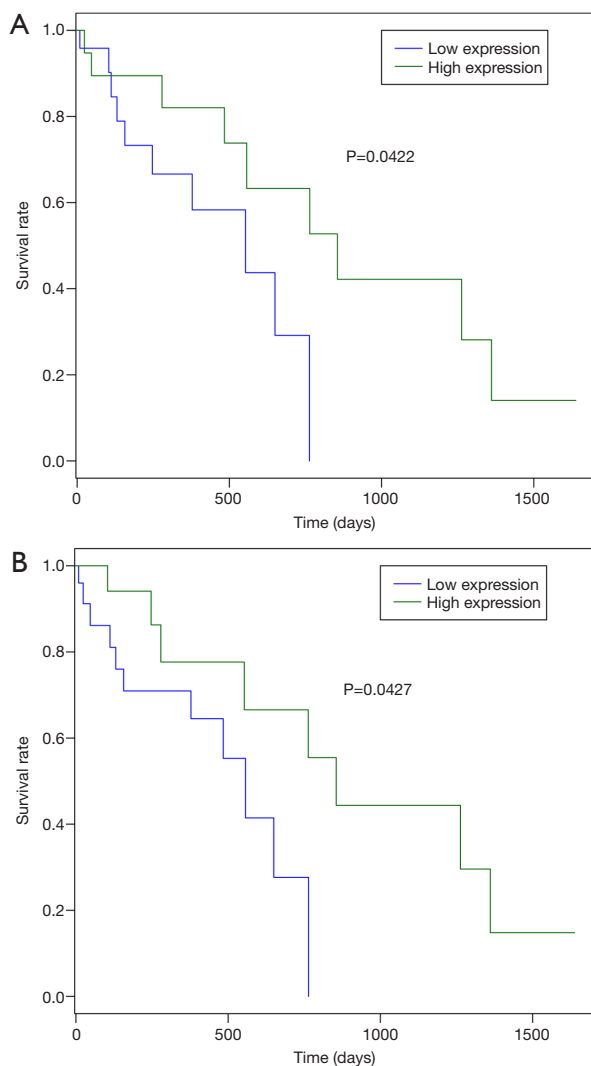 A
1.0
0.8
0.6
0.4
0.2
0.0
Survival rate
Low expression
High expression
P=0.0422
0 500 1000 1500
Time (days)
B
1.0
0.8
0.6
0.4
0.2
0.0
Survival rate
Low expression
High expression
P=0.0427
0 500 1000 1500
Time (days)